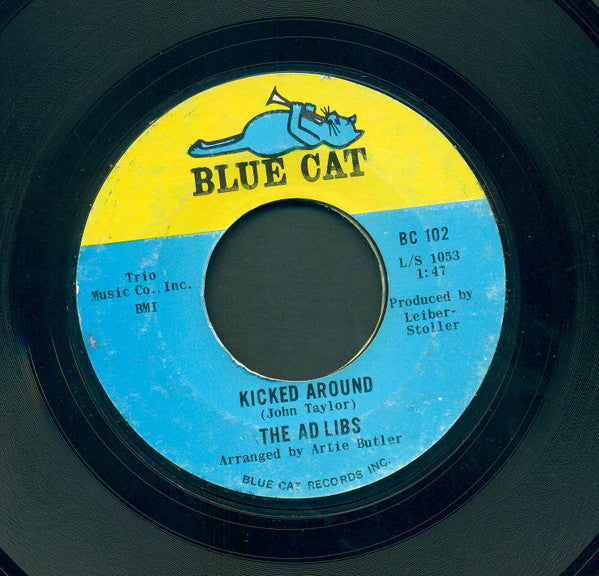 BLUE CAT
BC 102
L/S 1053
1:47
Trio
Music Co., Inc.
BMI
Produced by
Leiber-
Stoller
KICKED AROUND
(John Taylor)
THE AD LIBS
Arranged by Artie Butler
BLUE CAT RECORDS INC.